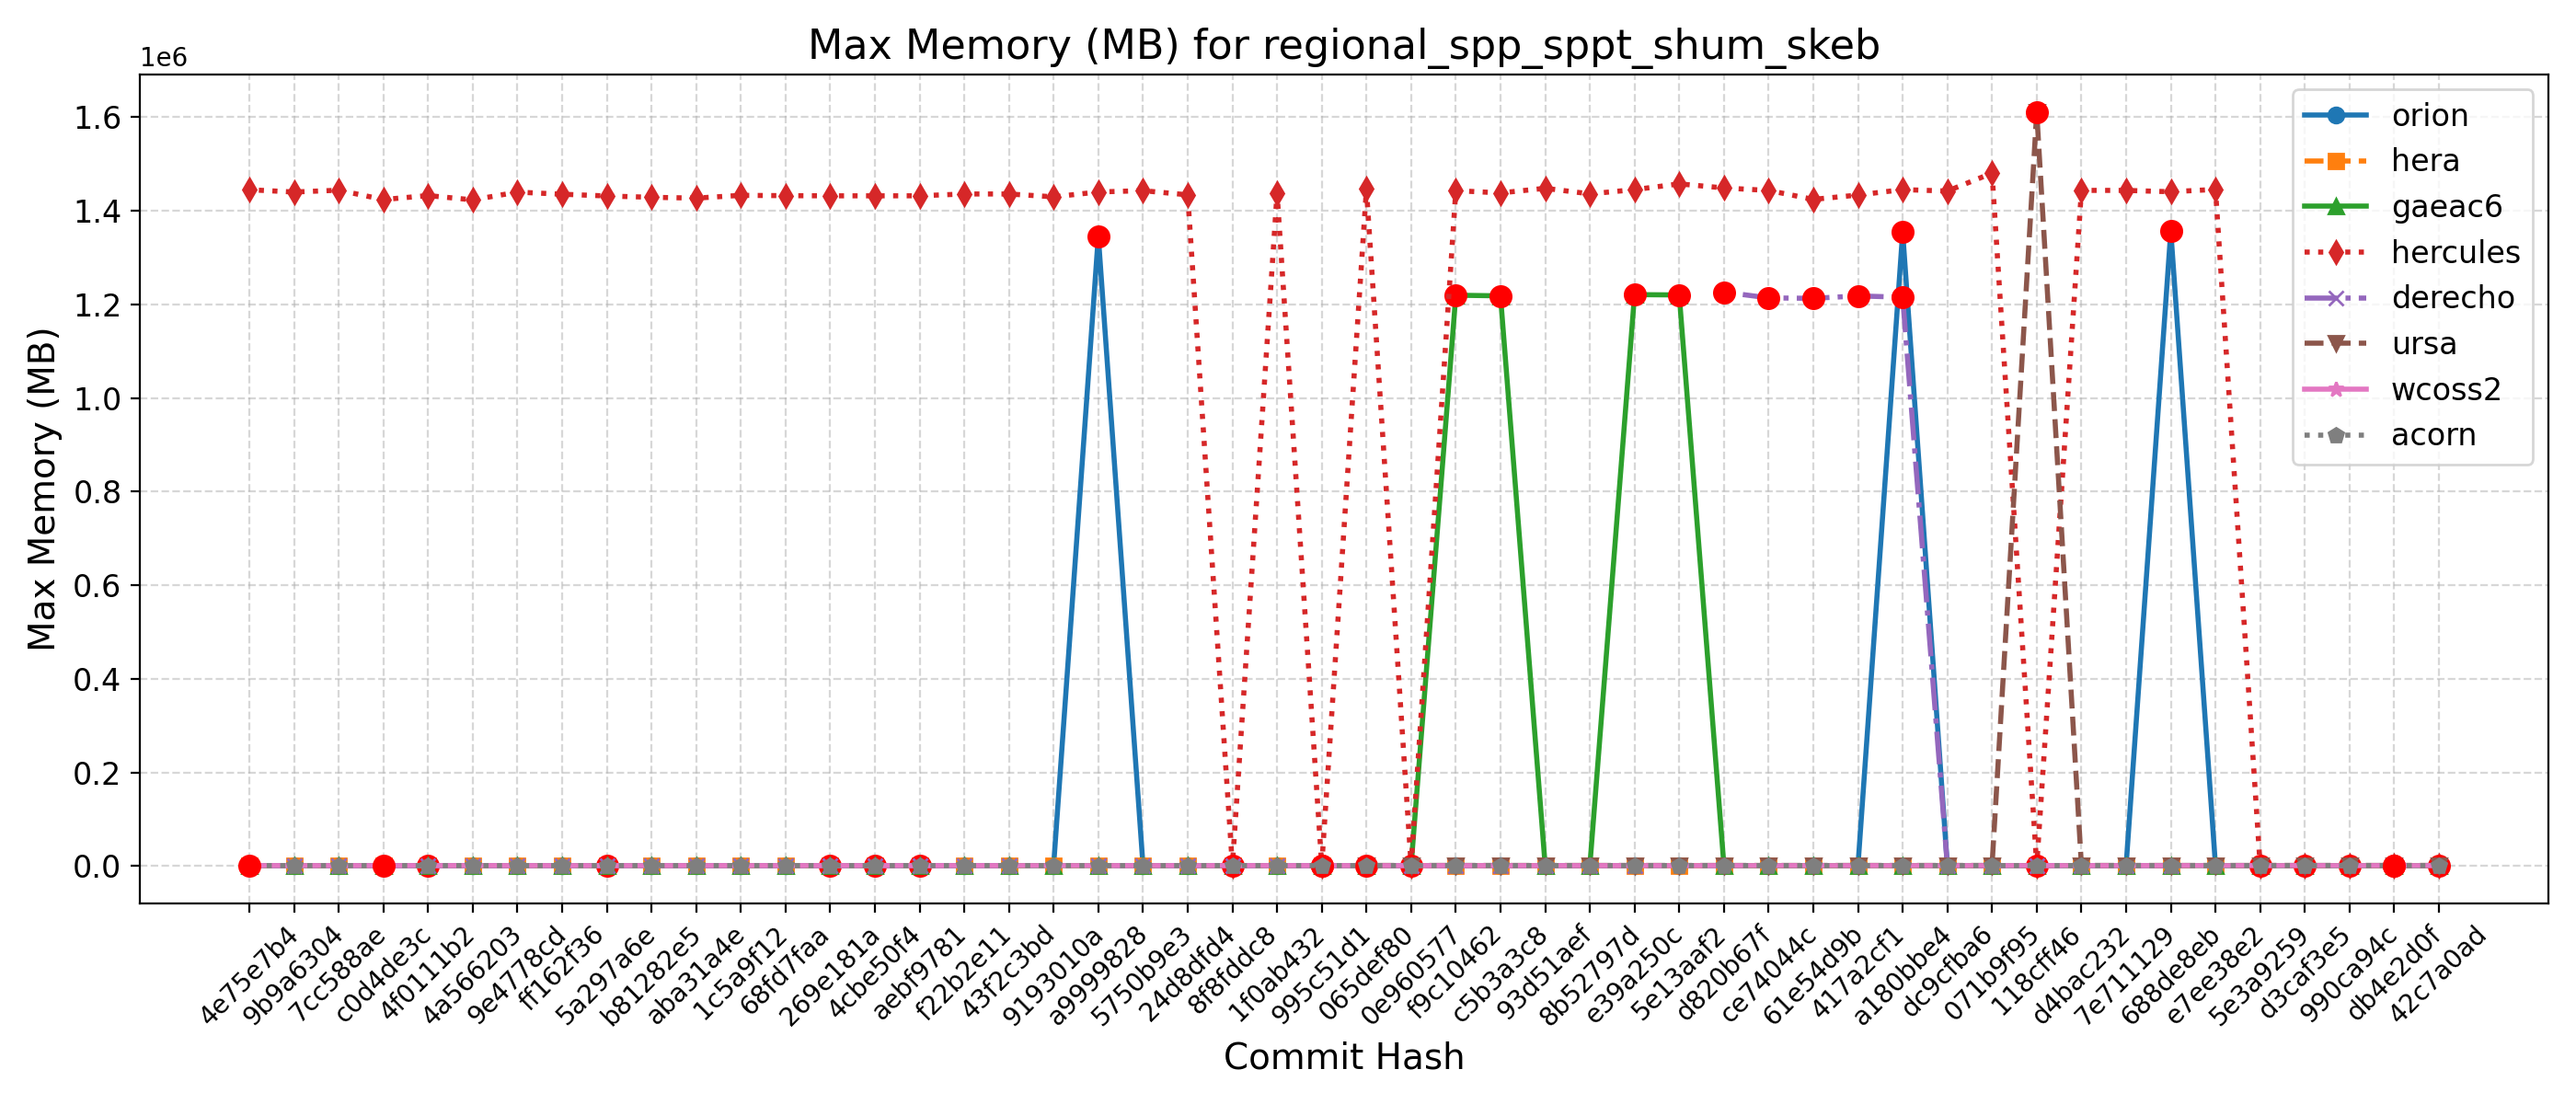 Max Memory (MB) for regional_spp_sppt_shum_skeb
1e6
1.6
1.4
1.2
1.0
0.8
0.6
0.4
0.2
0.0
Max Memory (MB)
orion
hera
gaeac6
hercules
derecho
ursa
wcoss2
acorn
4e75e7b4
9b9a6304
7cc588ae
c0d4de3c
4f0111b2
4a566203
9e4778cd
ff162f36
5a297a6e
b81282e5
aba31a4e
1c5a9f12
68fd7faa
269e181a
4cbe50f4
aebf9781
f22b2e11
43f2c3bd
9193010a
a9999828
5750b9e3
24d8dfd4
8f8fddc8
1f0ab432
995c51d1
065def80
0e960577
f9c10462
c5b3a3c8
93d51aef
8b52797d
e39a250c
5e13aaf2
d820b67f
ce74044c
61e54d9b
417a2cf1
a180bbe4
dc9cfba6
071b9f95
118cff46
d4bac232
7e711129
688de8eb
e7ee38e2
5e3a9259
d3caf3e5
990ca94c
db4e2d0f
42c7a0ad
Commit Hash